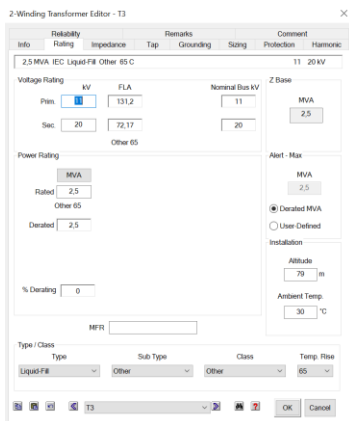 2-Winding Transformer Editor - T3
Reliability Remarks Comment
Info Rating Impedance Tap Grounding Sizing Protection Harmonic
2,5 MVA IEC Liquid-Fill Other 65 C 11 20 kV
Voltage Rating
Z Base
kV FLA Nominal Bus kV
MVA
Prim. 11 131,2 11
2,5
Sec. 20 72,17 20
Other 65
Power Rating
Alert - Max
MVA
MVA
Rated 2,5
2,5
Other 65
Derated MVA
Derated 2,5
User-Defined
Installation
Altitude
79 m
% Derating 0
Ambient Temp.
30 °C
MFR
Type / Class
Type Sub Type Class Temp. Rise
Liquid-Fill Other Other 65
T3
? OK Cancel